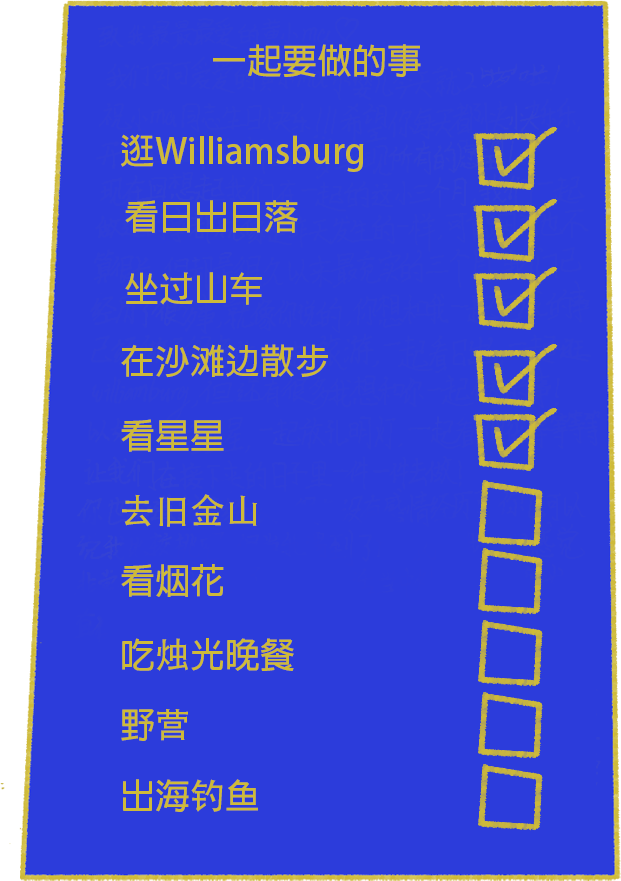 一起要做的事
逛Williamsburg
看日出日落
坐过山车
在沙滩边散步
看星星
去旧金山
看烟花
吃烛光晚餐
野营
出海钓鱼